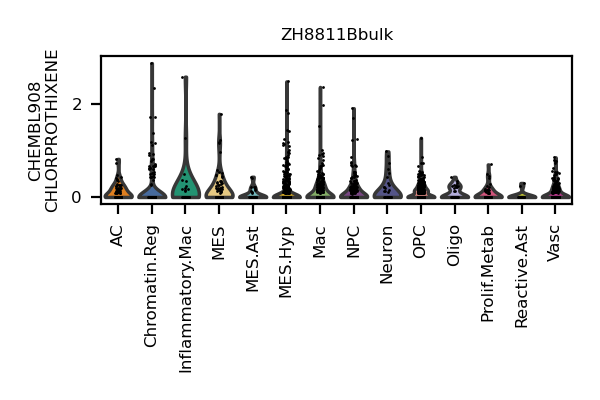 ZH8811Bbulk
CHEMBL908
CHLORPROTHIXENE
2
0
AC
Chromatin.Reg
Inflammatory.Mac
MES
MES.Ast
MES.Hyp
Mac
NPC
Neuron
OPC
Oligo
Prolif.Metab
Reactive.Ast
Vasc